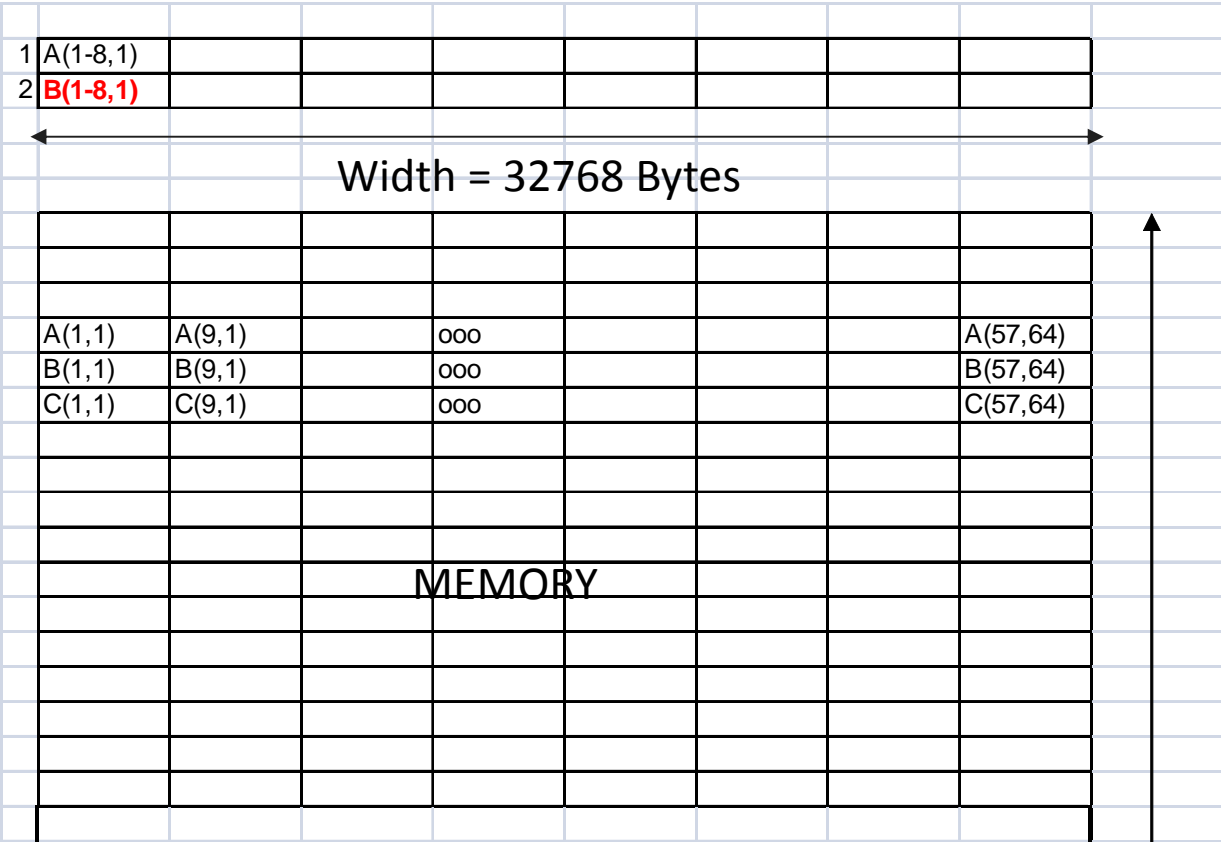 1 A(1-8,1)
2 B(1-8,1)
Width = 32768 Bytes
A(1,1) A(9,1) ooo A(57,64)
B(1,1) B(9,1) ooo B(57,64)
C(1,1) C(9,1) ooo C(57,64)
MEMORY